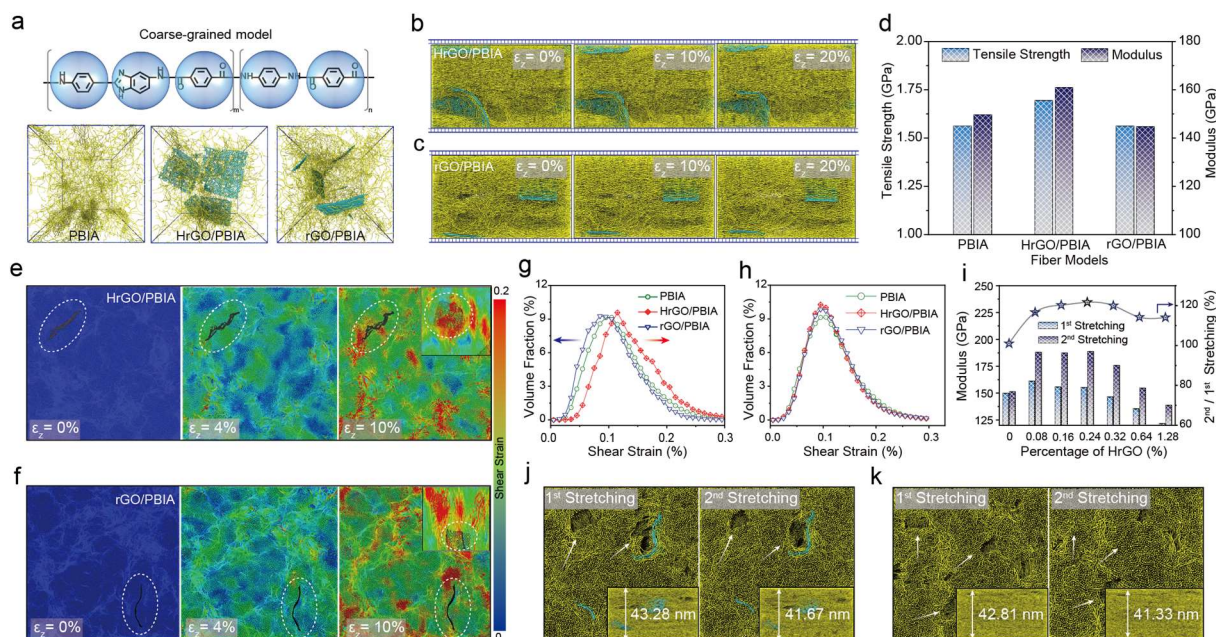 a
Coarse-grained model
H
N
N
N
H
H
N
O
C
C
O
m
NH
NH
O
C
C
O
n
PBIA
HrGO/PBIA
rGO/PBIA
b
HrGO/PBIA
εz= 0%
εz= 10%
εz= 20%
c
rGO/PBIA
εz= 0%
εz= 10%
εz= 20%
d
Tensile Strength
Modulus
2.00
1.75
1.50
1.25
1.00
Tensile Strength (GPa)
180
160
140
120
100
Modulus (GPa)
PBIA
HrGO/PBIA
rGO/PBIA
Fiber Models
e
HrGO/PBIA
εz= 0%
εz= 4%
εz= 10%
0.2
Shear Strain
0
f
rGO/PBIA
εz= 0%
εz= 4%
εz= 10%
g
PBIA
HrGO/PBIA
rGO/PBIA
12
9
6
3
0
Volume Fraction (%)
0.0
0.1
0.2
0.3
Shear Strain (%)
h
PBIA
HrGO/PBIA
rGO/PBIA
12
9
6
3
0
Volume Fraction (%)
0.0
0.1
0.2
0.3
Shear Strain (%)
i
1st Stretching
2nd Stretching
250
225
200
175
150
125
Modulus (GPa)
120
100
80
60
2nd / 1st Stretching (%)
0
0.08
0.16
0.24
0.32
0.64
1.28
Percentage of HrGO (%)
j
1st Stretching
2nd Stretching
43.28 nm
41.67 nm
k
1st Stretching
2nd Stretching
42.81 nm
41.33 nm